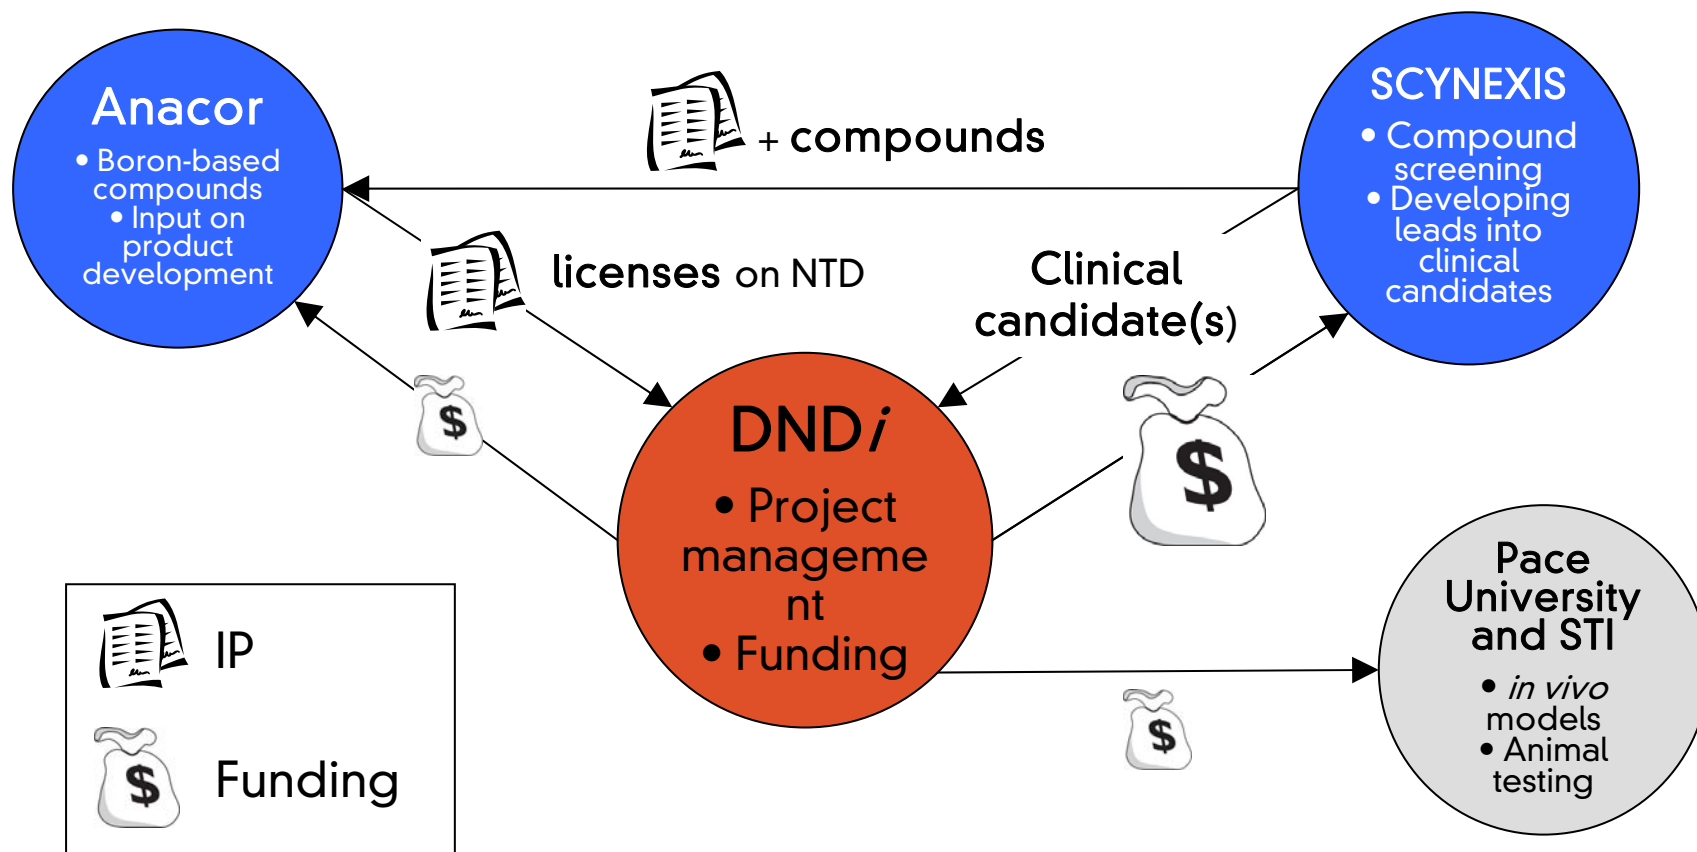 Anacor
• Boron-based
compounds
• Input on
product
development
+ compounds
SCYNEXIS
• Compound
screening
• Developing
leads into
clinical
candidates
licenses on NTD
Clinical
candidate(s)
$
DNDi
• Project
manageme
nt
• Funding
$
Pace
University
and STI
• in vivo
models
• Animal
testing
$
IP
$
Funding